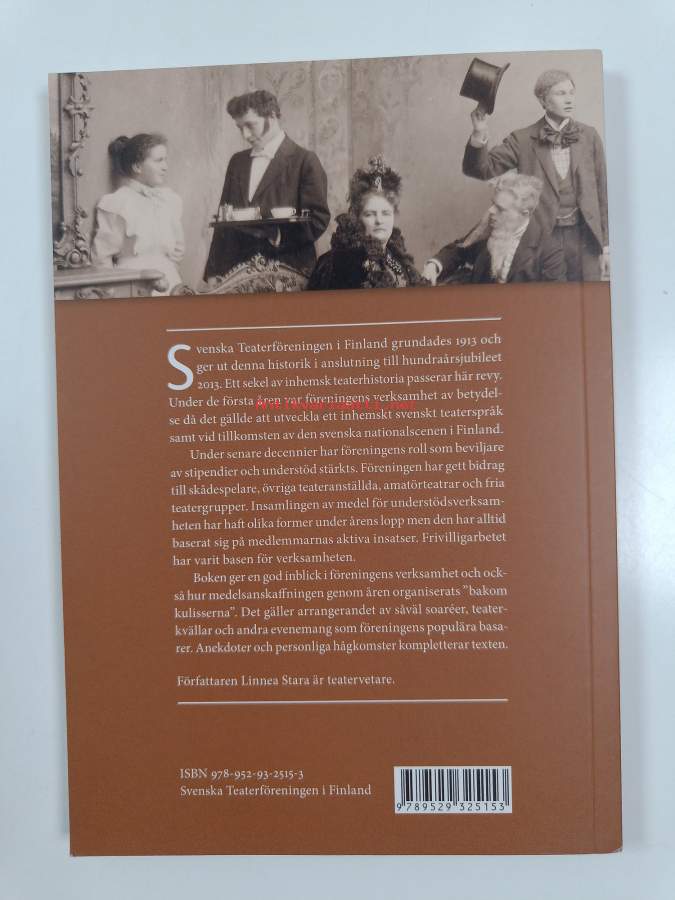 Svenska Teaterföreningen i Finland grundades 1913 och
ger ut denna historik i anslutning till hundraårsjubileet
2013. Ett sekel av inhemsk teaterhistoria passerar här revy.
Under de första åren var föreningens verksamhet av betydel-
se då det gällde att utveckla ett inhemskt svenskt teaterspråk
samt vid tillkomsten av den svenska nationalscenen i Finland.
Under senare decennier har föreningens roll som beviljare
av stipendier och understöd stärkts. Föreningen har gett bidrag
till skådespelare, övriga teateranställda, amatörteatrar och fria
teatergrupper. Insamlingen av medel för understödsverksam-
heten har haft olika former under årens lopp men den har alltid
baserat sig på medlemmarnas aktiva insatser. Frivilligarbetet
har varit basen för verksamheten.
Boken ger en god inblick i föreningens verksamhet och ock-
så hur medelsanskaffningen genom åren organiserats "bakom
kulisserna". Det gäller arrangerandet av såväl soaréer, teater-
kvällar och andra evenemang som föreningens populära basa-
rer. Anekdoter och personliga hågkomster kompletterar texten.
Författaren Linnea Stara är teatervetare.
ISBN 978-952-93-2515-3
Svenska Teaterföreningen i Finland
9 789529 325153